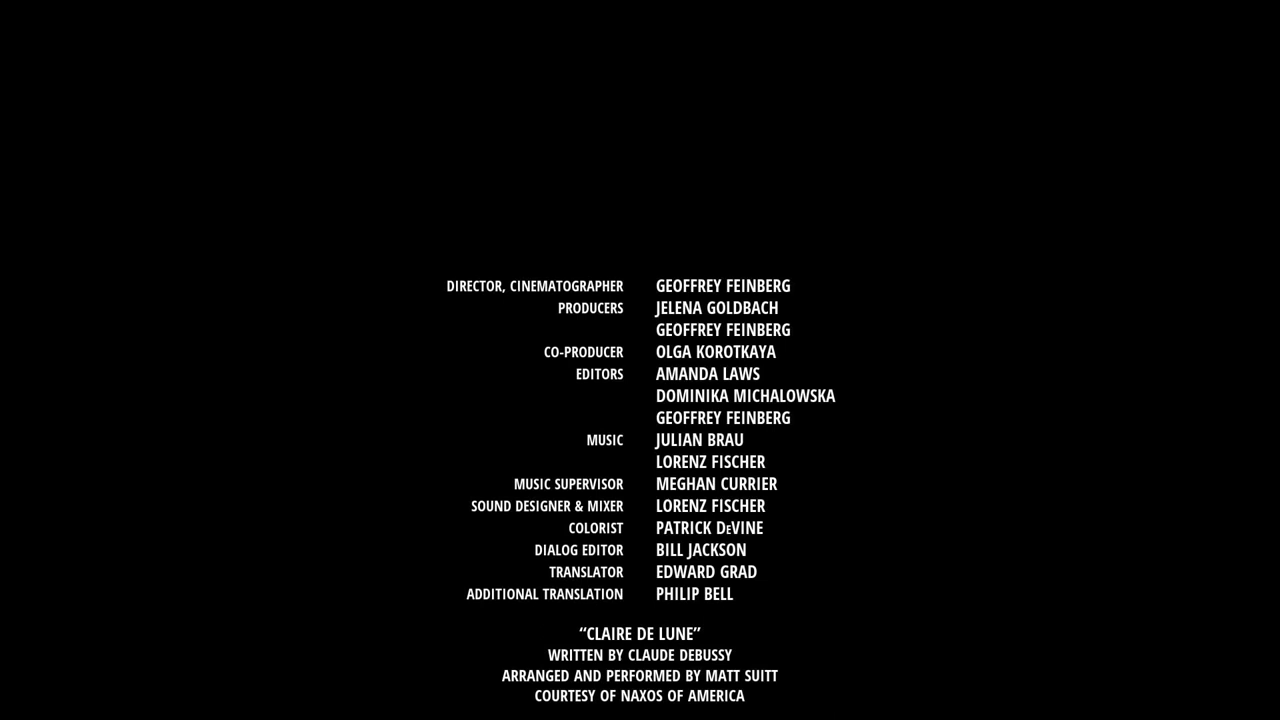 DIRECTOR, CINEMATOGRAPHER GEOFFREY FEINBERG
PRODUCERS JELENA GOLDBACH
GEOFFREY FEINBERG
CO-PRODUCER OLGA KOROTKAYA
EDITORS AMANDA LAWS
DOMINIKA MICHALOWSKA
GEOFFREY FEINBERG
MUSIC JULIAN BRAU
LORENZ FISCHER
MUSIC SUPERVISOR MEGHAN CURRIER
SOUND DESIGNER & MIXER LORENZ FISCHER
COLORIST PATRICK DEVINE
DIALOG EDITOR BILL JACKSON
TRANSLATOR EDWARD GRAD
ADDITIONAL TRANSLATION PHILIP BELL
“CLAIRE DE LUNE”
WRITTEN BY CLAUDE DEBUSSY
ARRANGED AND PERFORMED BY MATT SUITT
COURTESY OF NAXOS OF AMERICA